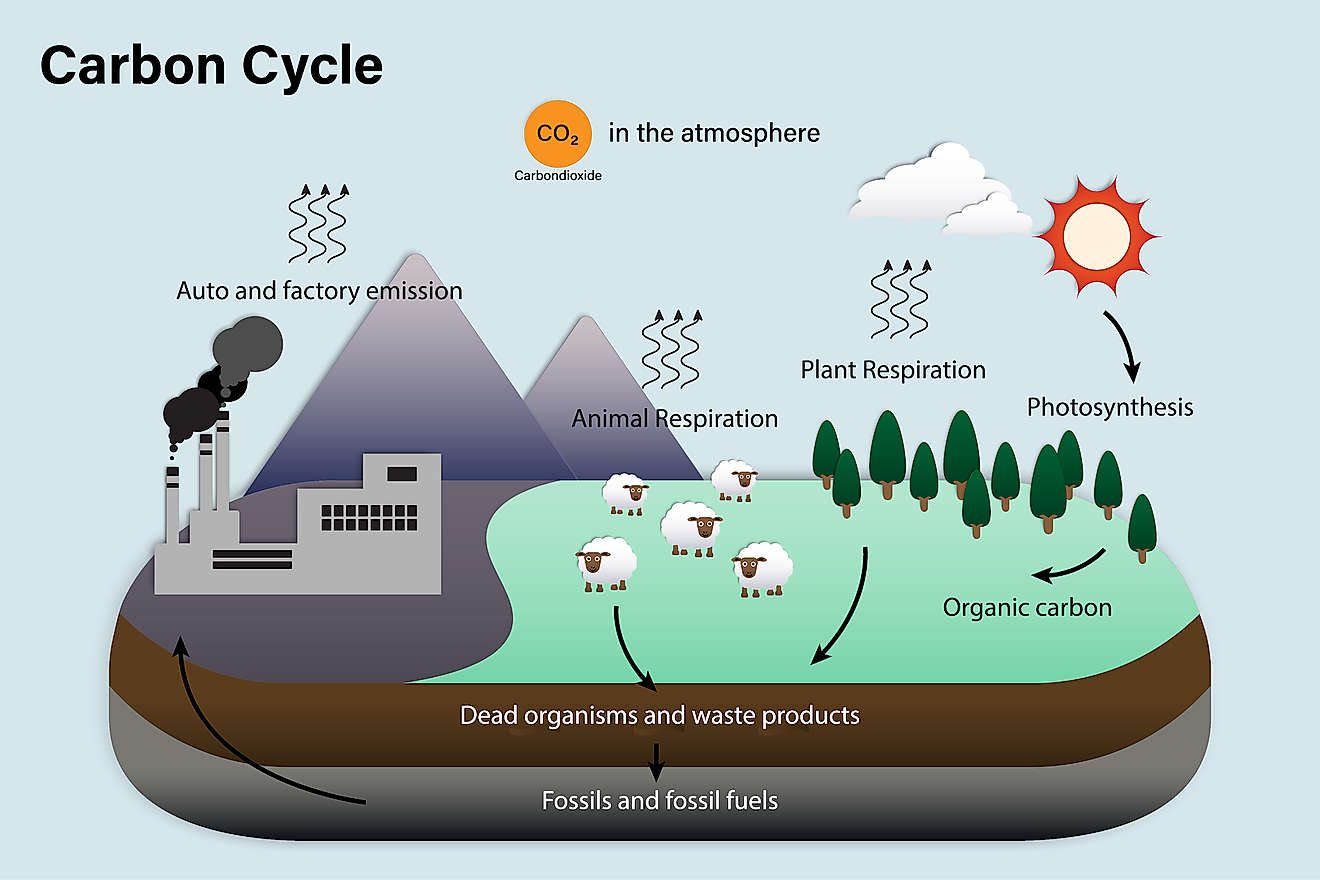 Carbon Cycle
CO₂ in the atmosphere
Carbondioxide
Auto and factory emission
Animal Respiration
Plant Respiration
Photosynthesis
Organic carbon
Dead organisms and waste products
Fossils and fossil fuels